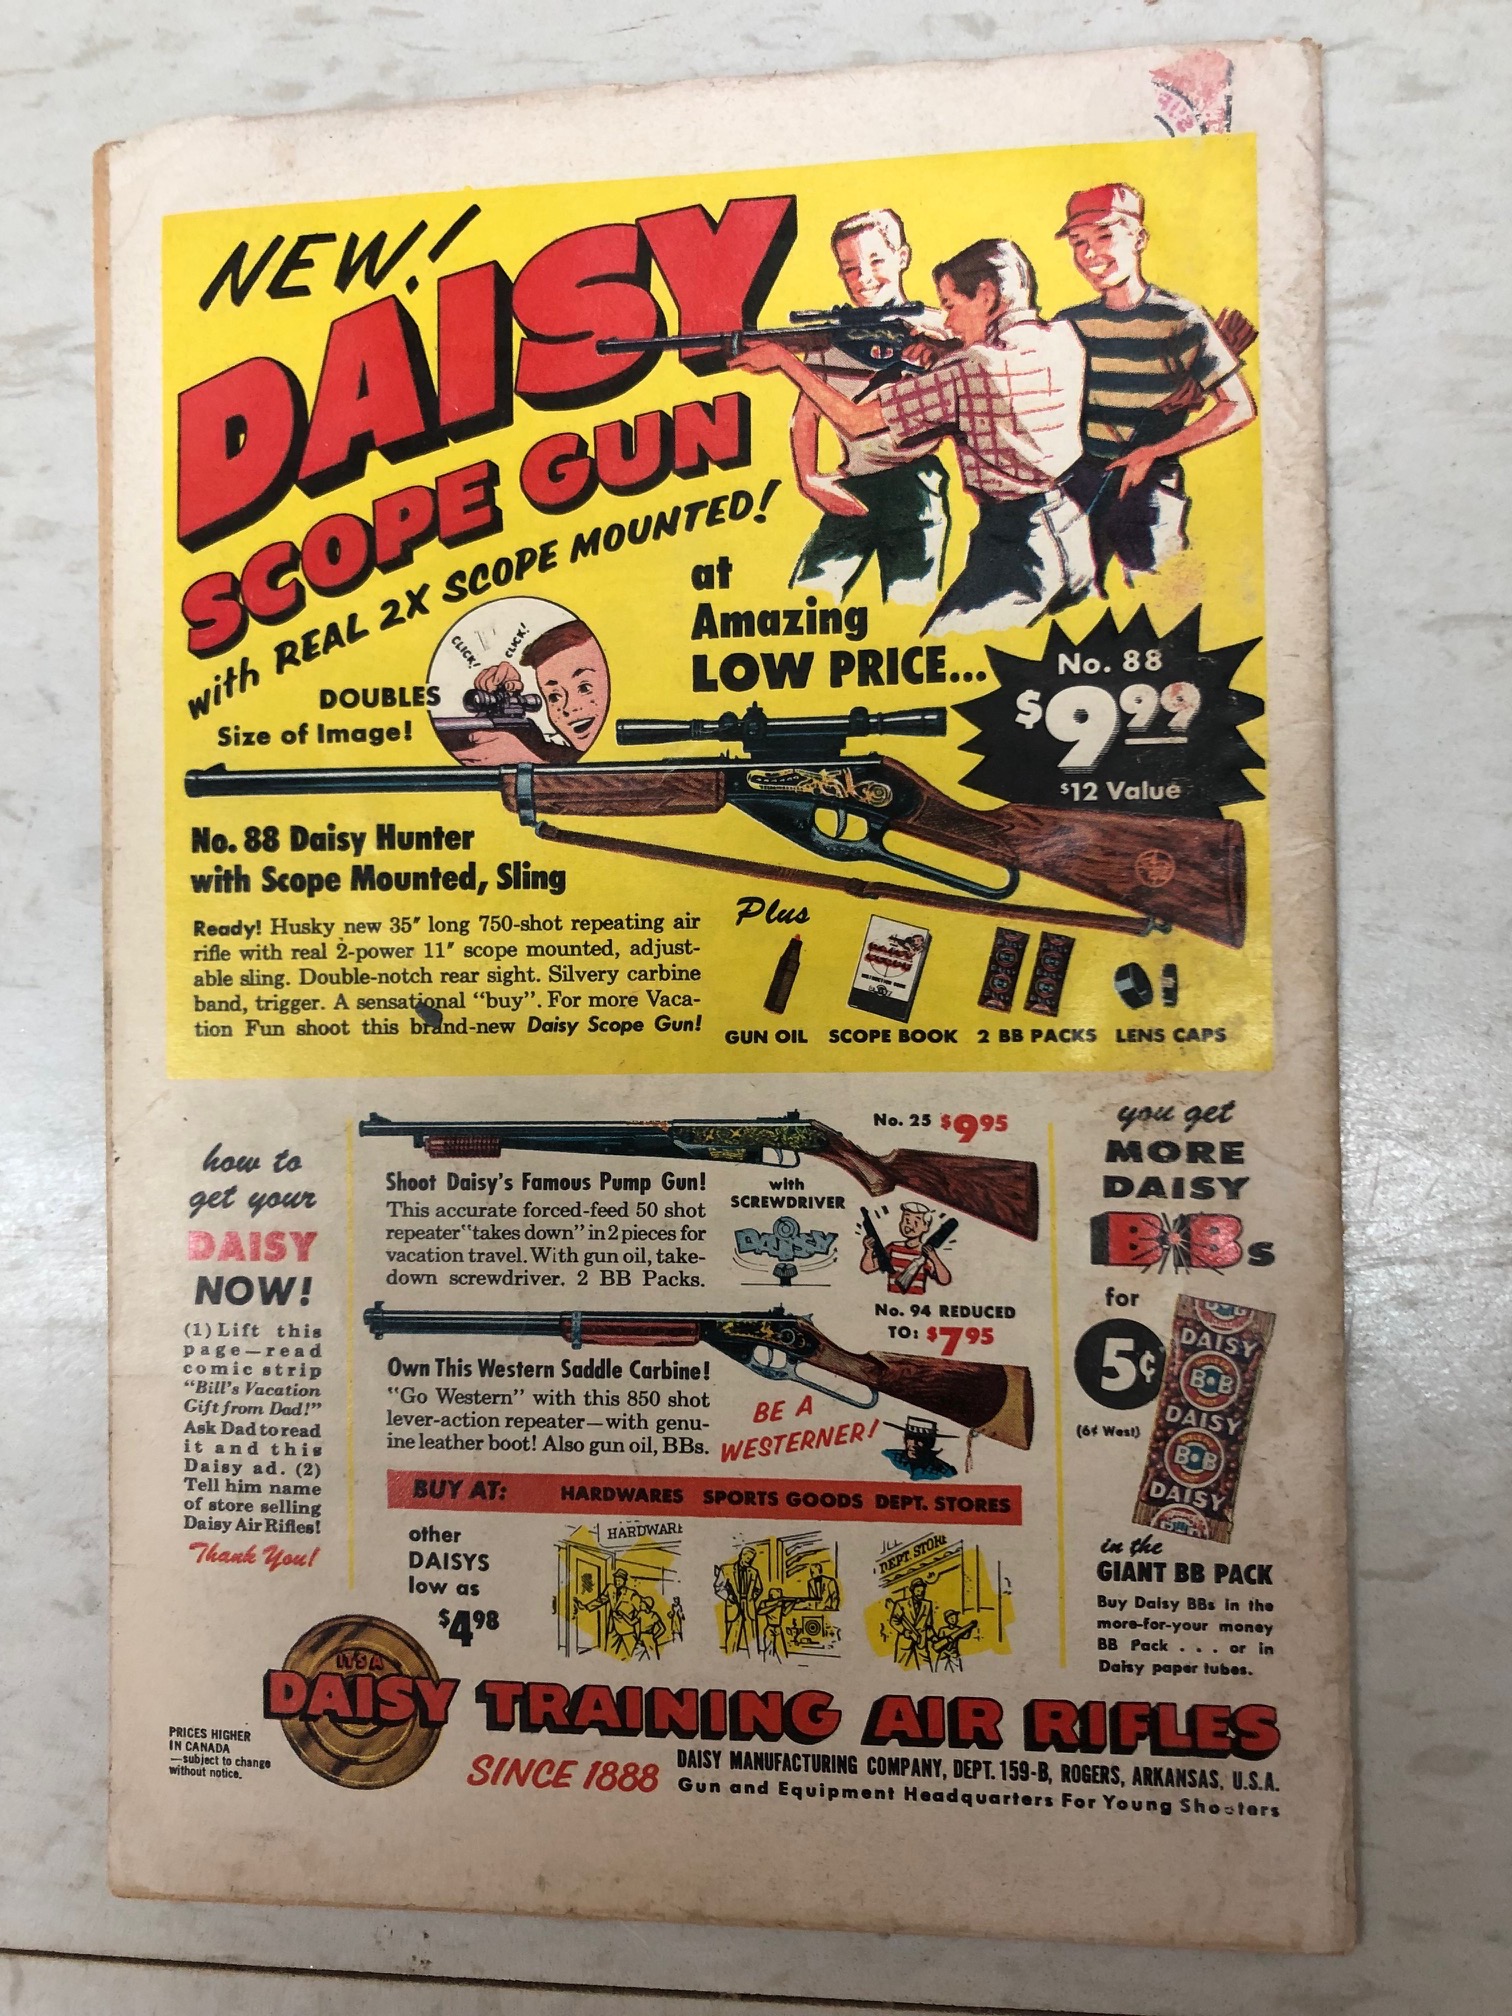 NEW!
DAISY
SCOPE GUN
with REAL 2X SCOPE MOUNTED!
at
Amazing
LOW PRICE...
No. 88
$9.99
$12 Value
CLICK! CLICK!
DOUBLES
Size of Image!
No. 88 Daisy Hunter
with Scope Mounted, Sling
Ready! Husky new 35″ long 750-shot repeating air
rifle with real 2-power 11″ scope mounted, adjust-
able sling. Double-notch rear sight. Silvery carbine
band, trigger. A sensational "buy". For more Vaca-
tion Fun shoot this brand-new Daisy Scope Gun!
Plus
GUN OIL SCOPE BOOK 2 BB PACKS LENS CAPS
how to
get your
DAISY
NOW!
(1) Lift this
page—read
comic strip
"Bill's Vacation
Gift from Dad!"
Ask Dad to read
it and this
Daisy ad. (2)
Tell him name
of store selling
Daisy Air Rifles!
Thank You!
No. 25 $9.95
Shoot Daisy's Famous Pump Gun!
This accurate forced-feed 50 shot
repeater "takes down" in 2 pieces for
vacation travel. With gun oil, take-
down screwdriver. 2 BB Packs.
with
SCREWDRIVER
DAISY
No. 94 REDUCED
TO: $7.95
Own This Western Saddle Carbine!
"Go Western" with this 850 shot
lever-action repeater—with genu-
ine leather boot! Also gun oil, BBs.
BE A
WESTERNER!
BUY AT: HARDWARES SPORTS GOODS DEPT. STORES
other
DAISYS
low as
$4.98
HARDWARE
DEPT. STORE
you get
MORE
DAISY
BBs
for
5¢
(6¢ West)
DAISY
B•B
DAISY
B•B
DAISY
in the
GIANT BB PACK
Buy Daisy BBs in the
more-for-your money
BB Pack . . . or in
Daisy paper tubes.
IT'S A
DAISY TRAINING AIR RIFLES
SINCE 1888
DAISY MANUFACTURING COMPANY, DEPT. 159-B, ROGERS, ARKANSAS, U.S.A.
Gun and Equipment Headquarters For Young Shooters
PRICES HIGHER
IN CANADA
—subject to change
without notice.